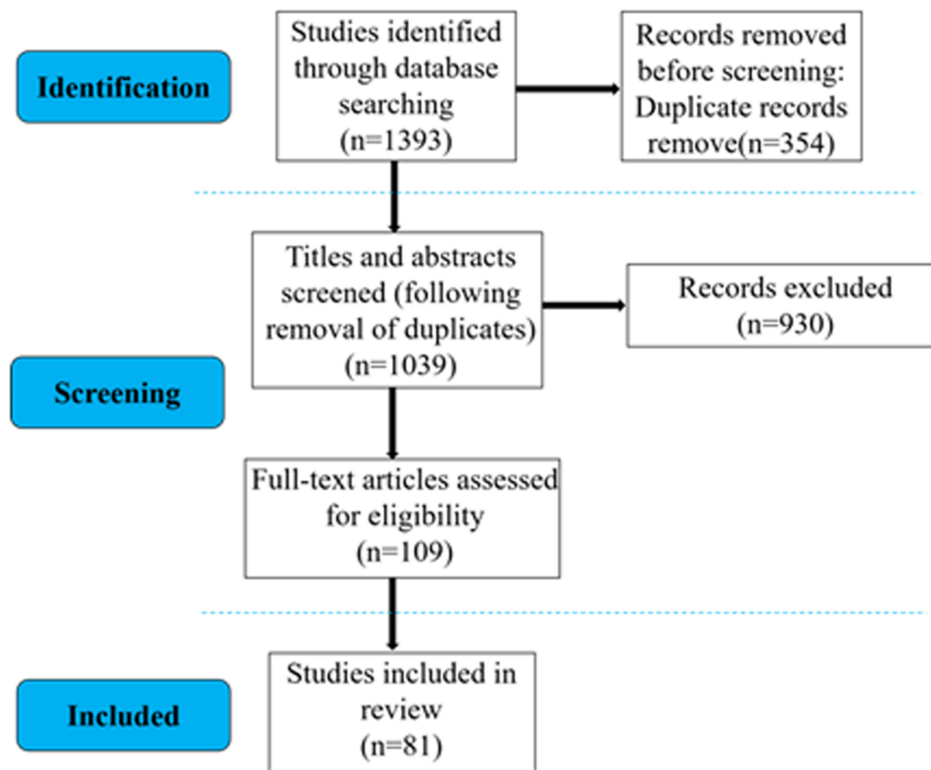 Identification
Studies identified
through database
searching
(n=1393)
Records removed
before screening:
Duplicate records
remove(n=354)
Screening
Titles and abstracts
screened (following
removal of duplicates)
(n=1039)
Records excluded
(n=930)
Full-text articles assessed
for eligibility
(n=109)
Included
Studies included in
review
(n=81)